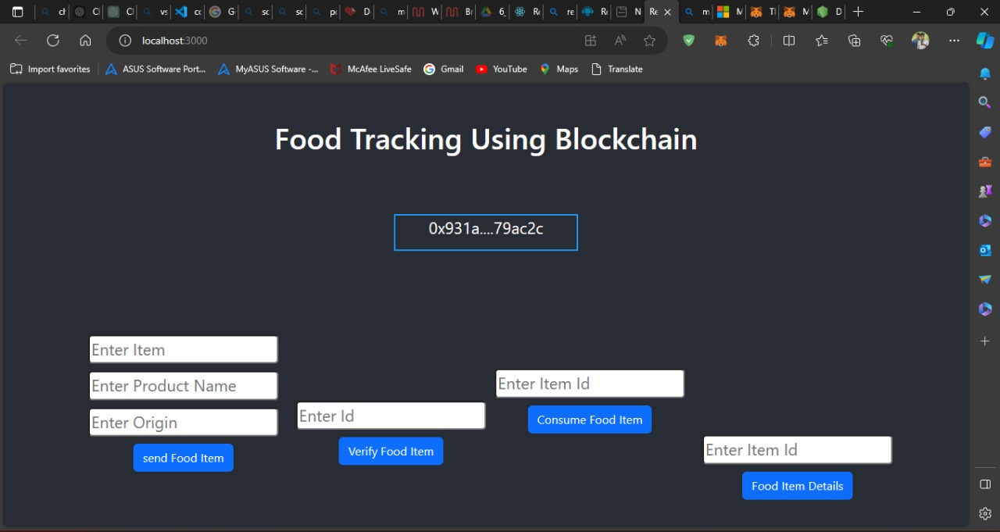 localhost:3000
Import favorites
ASUS Software Port...
MyASUS Software -...
McAfee LiveSafe
Gmail
YouTube
Maps
Translate
Food Tracking Using Blockchain
0x931a....79ac2c
Enter Item
Enter Product Name
Enter Origin
send Food Item
Enter Id
Verify Food Item
Enter Item Id
Consume Food Item
Enter Item Id
Food Item Details